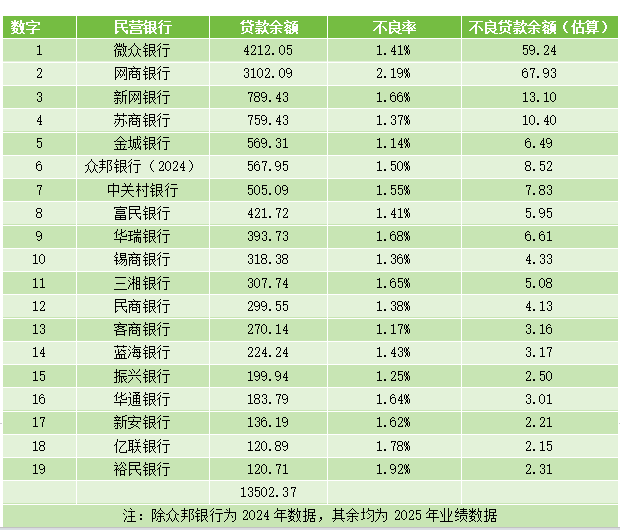 数字 民营银行 贷款余额 不良率 不良贷款余额（估算）
1 微众银行 4212.05 1.41% 59.24
2 网商银行 3102.09 2.19% 67.93
3 新网银行 789.43 1.66% 13.10
4 苏商银行 759.43 1.37% 10.40
5 金城银行 569.31 1.14% 6.49
6 众邦银行（2024） 567.95 1.50% 8.52
7 中关村银行 505.09 1.55% 7.83
8 富民银行 421.72 1.41% 5.95
9 华瑞银行 393.73 1.68% 6.61
10 锡商银行 318.38 1.36% 4.33
11 三湘银行 307.74 1.65% 5.08
12 民商银行 299.55 1.38% 4.13
13 客商银行 270.14 1.17% 3.16
14 蓝海银行 224.24 1.43% 3.17
15 振兴银行 199.94 1.25% 2.50
16 华通银行 183.79 1.64% 3.01
17 新安银行 136.19 1.62% 2.21
18 亿联银行 120.89 1.78% 2.15
19 裕民银行 120.71 1.92% 2.31
13502.37
注：除众邦银行为2024年数据，其余均为2025年业绩数据